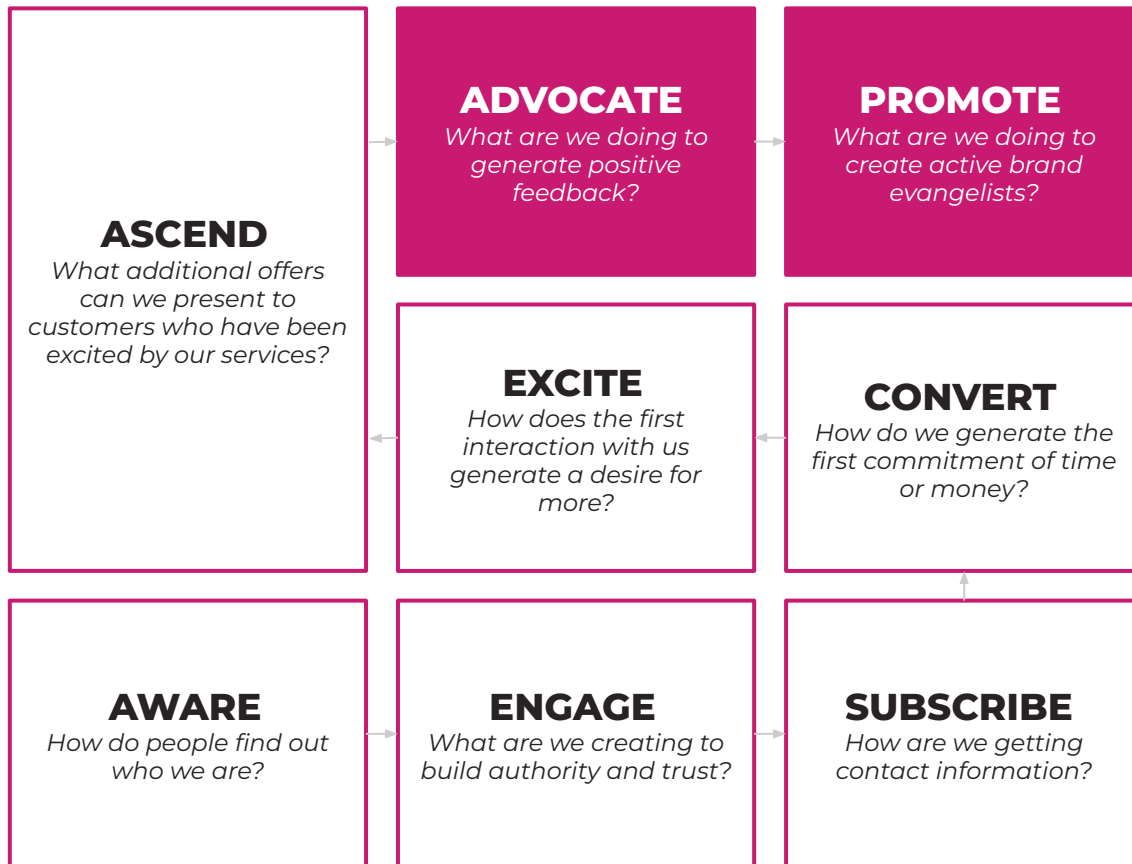 ASCEND
What additional offers
can we present to
customers who have been
excited by our services?
ADVOCATE
What are we doing to
generate positive
feedback?
PROMOTE
What are we doing to
create active brand
evangelists?
EXCITE
How does the first
interaction with us
generate a desire for
more?
CONVERT
How do we generate the
first commitment of time
or money?
AWARE
How do people find out
who we are?
ENGAGE
What are we creating to
build authority and trust?
SUBSCRIBE
How are we getting
contact information?